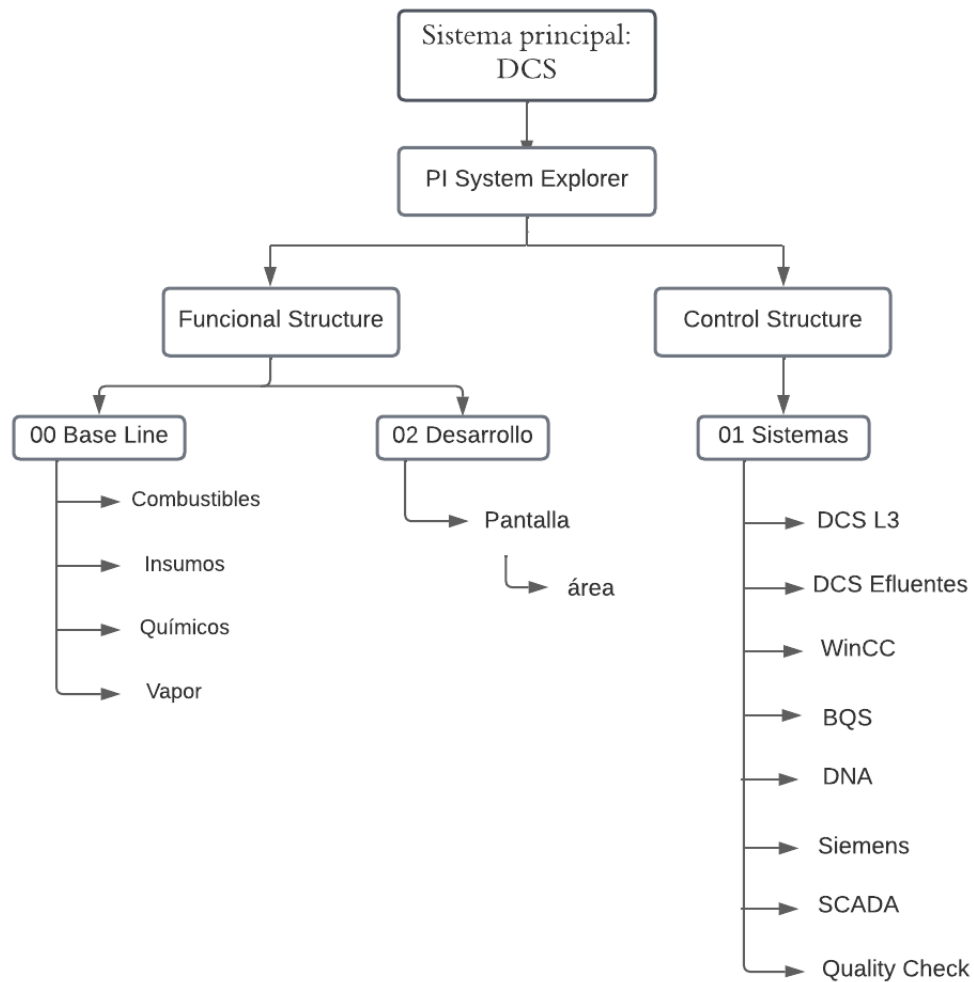 Sistema principal:
DCS
PI System Explorer
Funcional Structure
Control Structure
00 Base Line
02 Desarrollo
01 Sistemas
Combustibles
Insumos
Químicos
Vapor
Pantalla
área
DCS L3
DCS Efluentes
WinCC
BQS
DNA
Siemens
SCADA
Quality Check